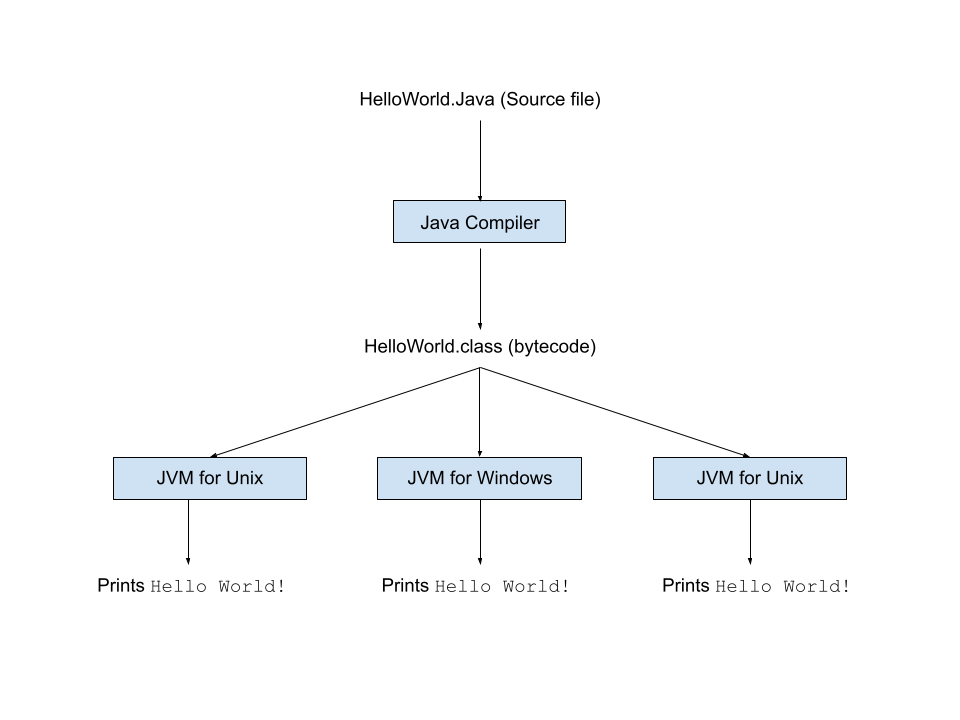 HelloWorld.Java (Source file)
Java Compiler
HelloWorld.class (bytecode)
JVM for Unix
JVM for Windows
JVM for Unix
Prints Hello World!
Prints Hello World!
Prints Hello World!